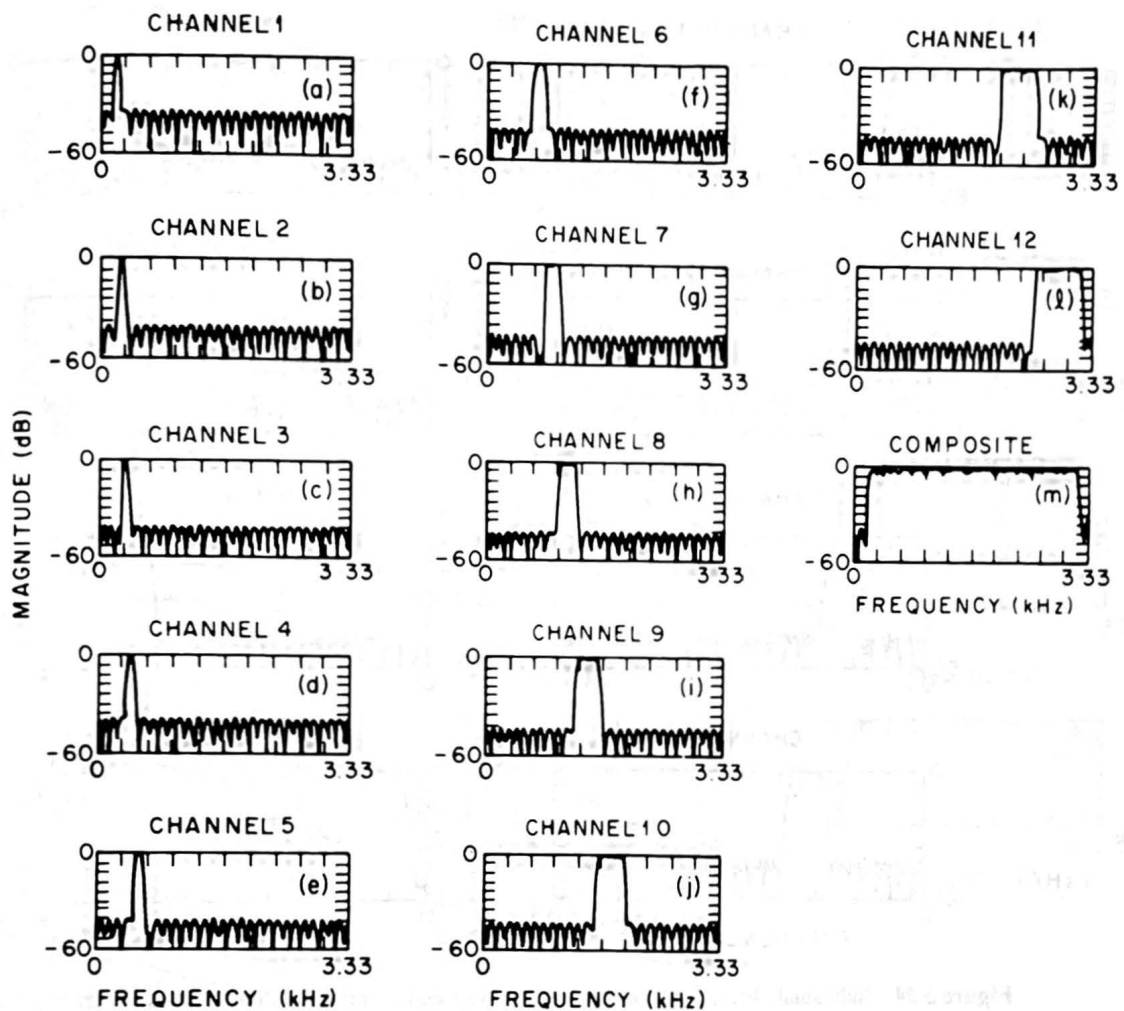 CHANNEL 1
0
(a)
-60
0
3.33
CHANNEL 2
0
(b)
-60
0
3.33
CHANNEL 3
0
(c)
-60
0
3.33
CHANNEL 4
0
(d)
-60
0
3.33
CHANNEL 5
0
(e)
-60
0
3.33
FREQUENCY (kHz)
MAGNITUDE (dB)
CHANNEL 6
0
(f)
-60
0
3.33
CHANNEL 7
0
(g)
-60
0
3.33
CHANNEL 8
0
(h)
-60
0
3.33
CHANNEL 9
0
(i)
-60
0
3.33
CHANNEL 10
0
(j)
-60
0
3.33
FREQUENCY (kHz)
CHANNEL 11
0
(k)
-60
0
3.33
CHANNEL 12
0
(l)
-60
0
3.33
COMPOSITE
0
(m)
-60
0
3.33
FREQUENCY (kHz)